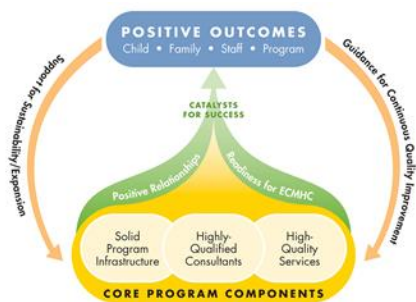 POSITIVE OUTCOMES
Child • Family • Staff • Program
Support for Sustainability/Expansion
Guidance for Continuous Quality Improvement
CATALYSTS
FOR SUCCESS
Positive Relationships
Readiness for ECMHC
Solid
Program
Infrastructure
Highly-
Qualified
Consultants
High-
Quality
Services
CORE PROGRAM COMPONENTS